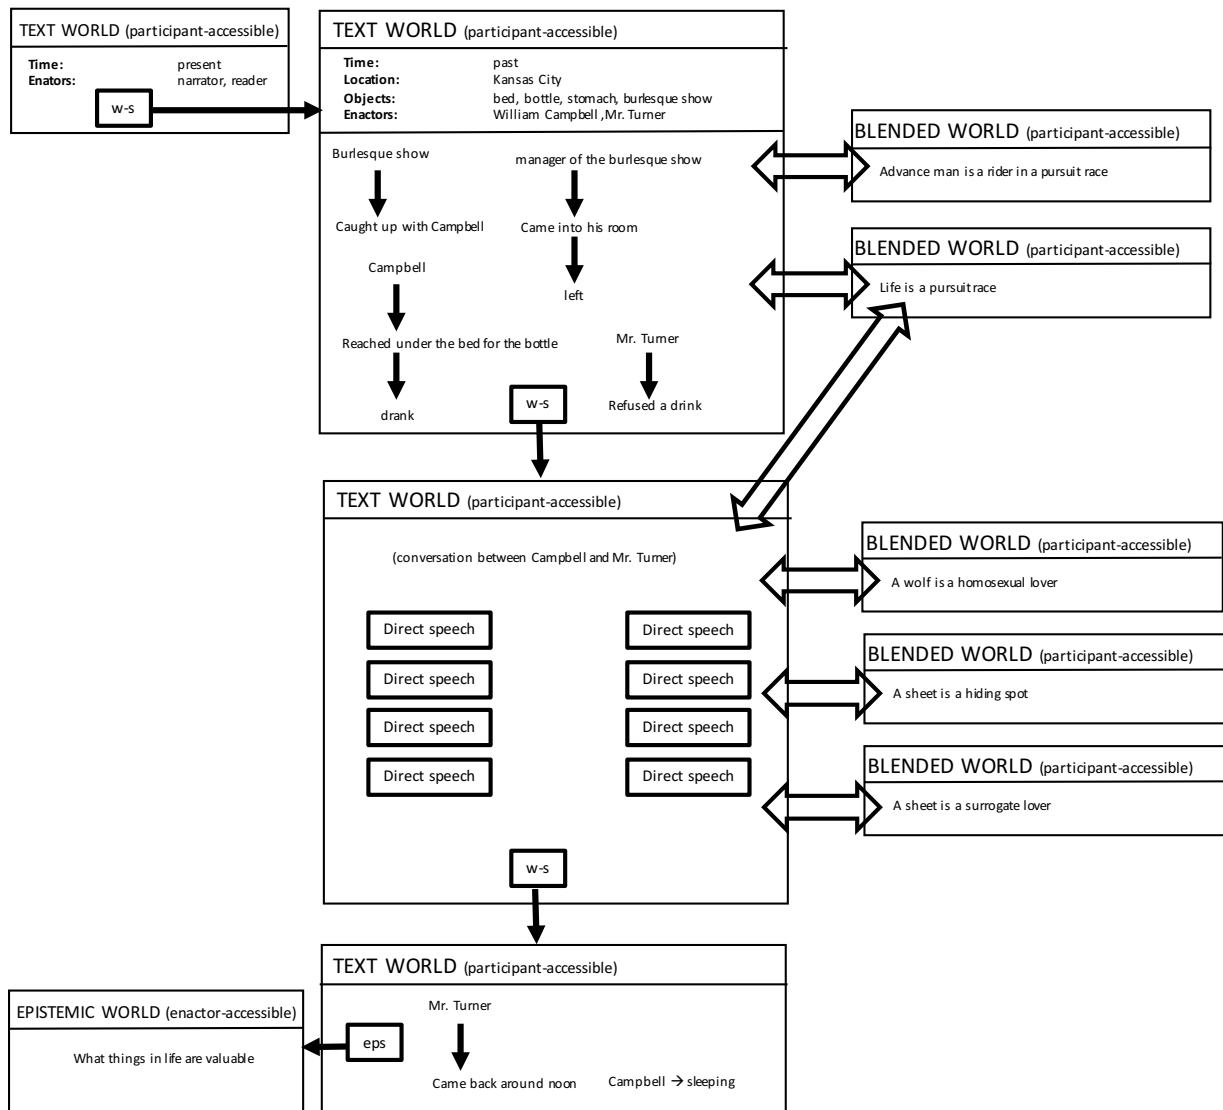 TEXT WORLD (participant-accessible)
Time: present
Enators: narrator, reader
w-s
TEXT WORLD (participant-accessible)
Time: past
Location: Kansas City
Objects: bed, bottle, stomach, burlesque show
Enactors: William Campbell ,Mr. Turner
Burlesque show
manager of the burlesque show
Caught up with Campbell
Came into his room
Campbell
left
Reached under the bed for the bottle
Mr. Turner
drank
w-s
Refused a drink
BLENDED WORLD (participant-accessible)
Advance man is a rider in a pursuit race
BLENDED WORLD (participant-accessible)
Life is a pursuit race
TEXT WORLD (participant-accessible)
(conversation between Campbell and Mr. Turner)
Direct speech
Direct speech
Direct speech
Direct speech
Direct speech
Direct speech
Direct speech
Direct speech
w-s
BLENDED WORLD (participant-accessible)
A wolf is a homosexual lover
BLENDED WORLD (participant-accessible)
A sheet is a hiding spot
BLENDED WORLD (participant-accessible)
A sheet is a surrogate lover
TEXT WORLD (participant-accessible)
Mr. Turner
eps
Came back around noon
Campbell → sleeping
EPISTEMIC WORLD (enactor-accessible)
What things in life are valuable